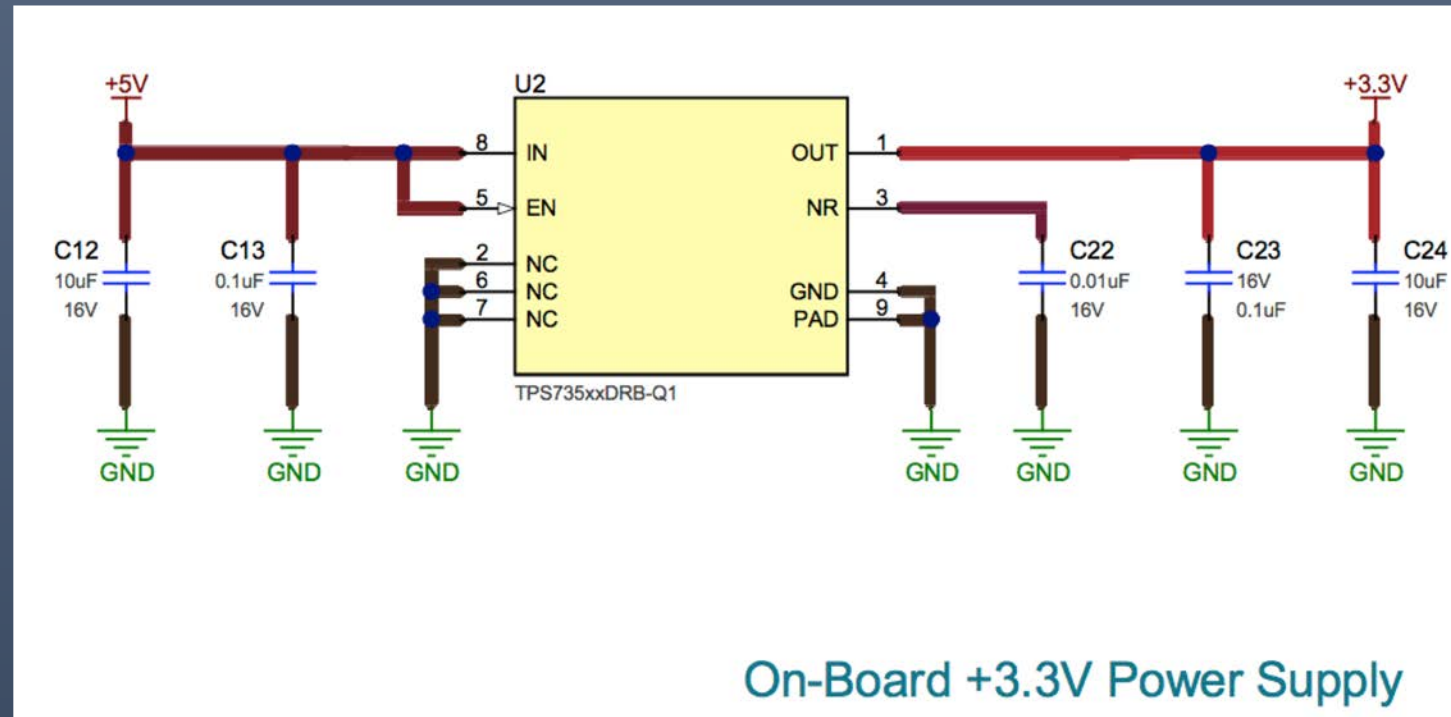 +5V
U2
+3.3V
8 IN
OUT 1
5 EN
NR 3
C12
10uF
16V
C13
0.1uF
16V
2 NC
6 NC
7 NC
GND 4
PAD 9
C22
0.01uF
16V
C23
16V
0.1uF
C24
10uF
16V
TPS735xxDRB-Q1
GND
GND
GND
GND
GND
GND
GND
On-Board +3.3V Power Supply